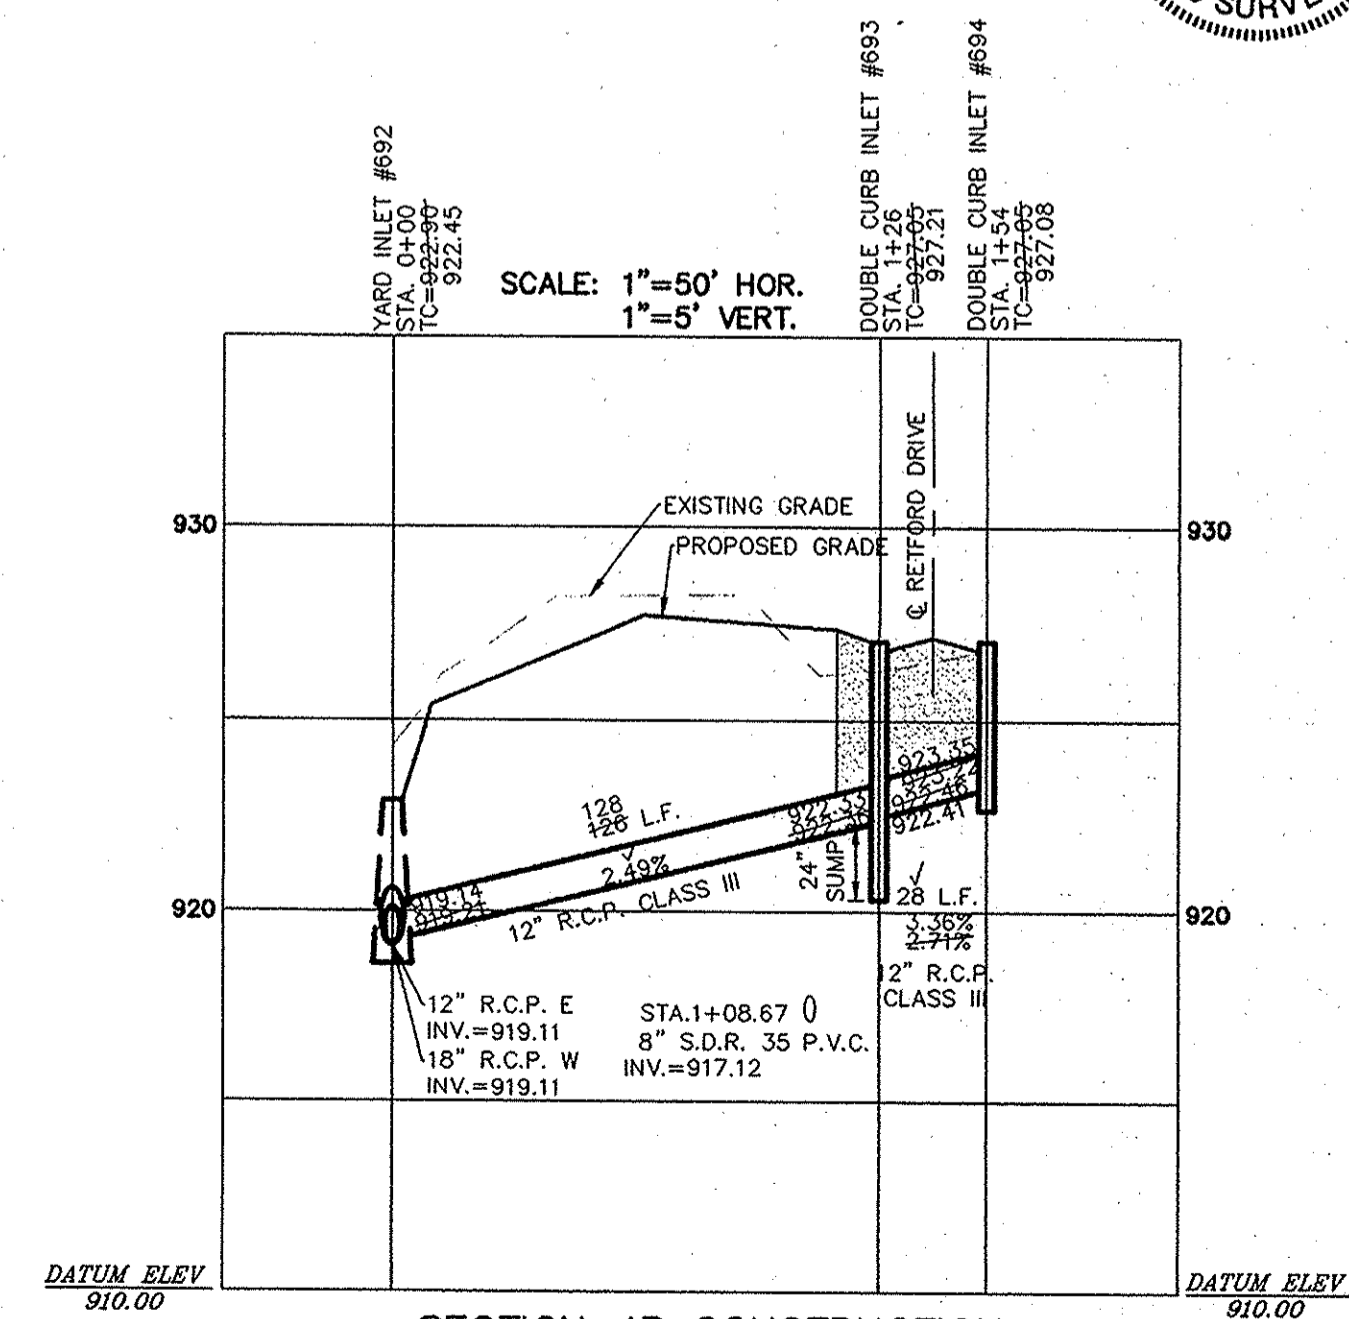 SURVE
YARD INLET #692
STA. 0+00
TC=922.90
922.45
DOUBLE CURB INLET #693
STA. 1+26
TC=927.05
927.21
DOUBLE CURB INLET #694
STA. 1+54
TC=927.05
927.08
SCALE: 1"=50' HOR.
1"=5' VERT.
930
930
EXISTING GRADE
PROPOSED GRADE
℄ RETFORD DRIVE
923.35
923.22
922.46
922.41
128
126 L.F.
922.33
2.49%
12" R.C.P. CLASS III
24"
SUMP
919.14
919.21
920
920
28 L.F.
3.36%
2.71%
12" R.C.P.
CLASS III
12" R.C.P. E
INV.=919.11
18" R.C.P. W
INV.=919.11
STA.1+08.67
8" S.D.R. 35 P.V.C.
INV.=917.12
DATUM ELEV
910.00
DATUM ELEV
910.00